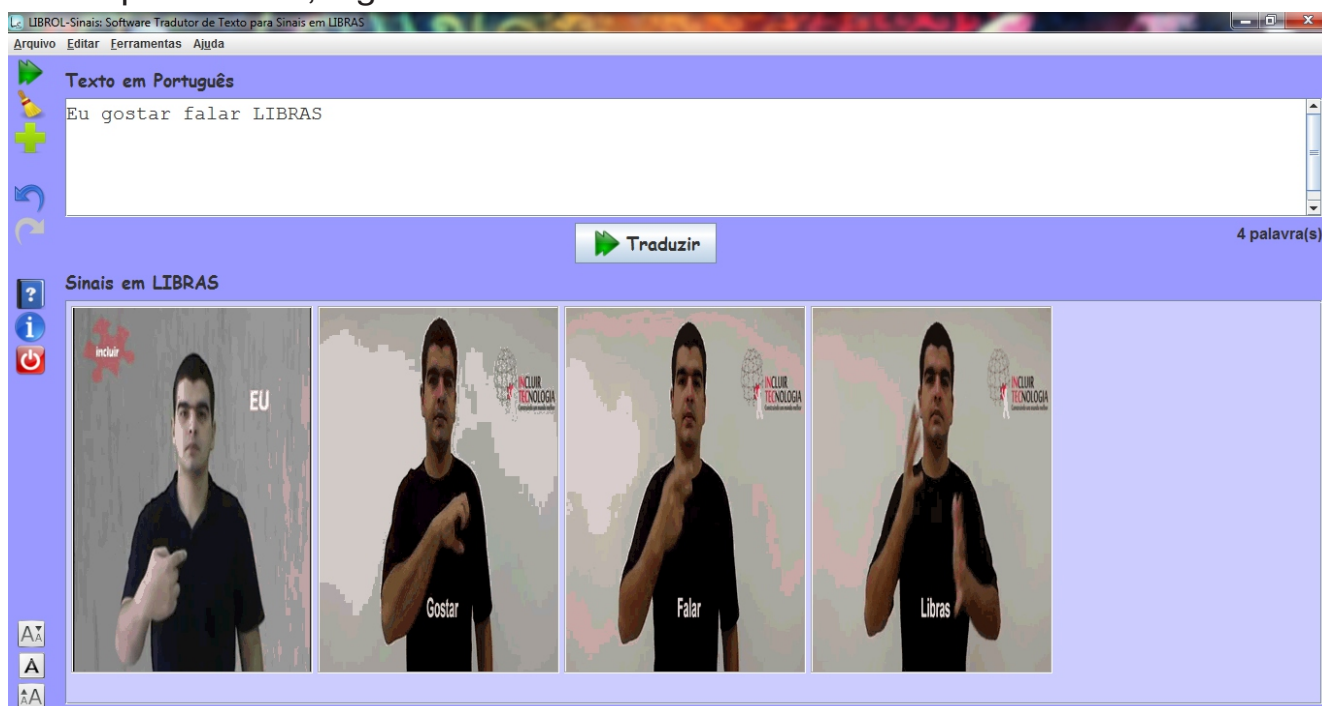 LIBROL-Sinais: Software Tradutor de Texto para Sinais em LIBRAS
Arquivo Editar Ferramentas Ajuda
Texto em Português
Eu gostar falar LIBRAS
Traduzir
4 palavra(s)
Sinais em LIBRAS
incluir
EU
INCLUIR
TECNOLOGIA
Gostar
INCLUIR
TECNOLOGIA
Falar
INCLUIR
TECNOLOGIA
Libras
A A
A
A A